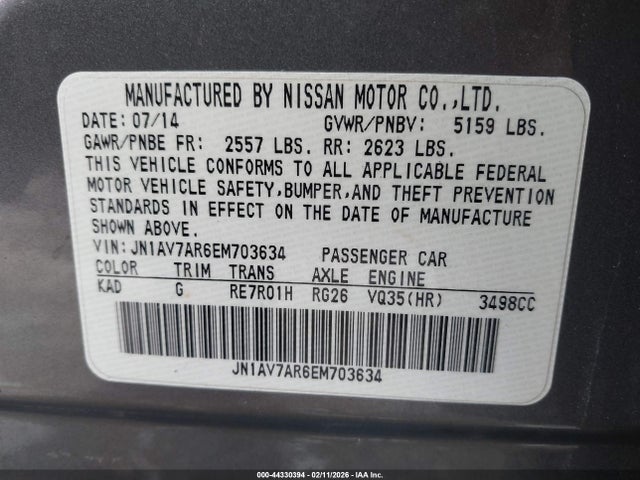 MANUFACTURED BY NISSAN MOTOR CO.,LTD.
DATE: 07/14 GVWR/PNBV: 5159 LBS.
GAWR/PNBE FR: 2557 LBS. RR: 2623 LBS.
THIS VEHICLE CONFORMS TO ALL APPLICABLE FEDERAL
MOTOR VEHICLE SAFETY,BUMPER,AND THEFT PREVENTION
STANDARDS IN EFFECT ON THE DATE OF MANUFACTURE
SHOWN ABOVE.
VIN: JN1AV7AR6EM703634 PASSENGER CAR
COLOR TRIM TRANS AXLE ENGINE
KAD G RE7R01H RG26 VQ35(HR) 3498CC
JN1AV7AR6EM703634
000-44330394 - 02/11/2026 - IAA Inc.